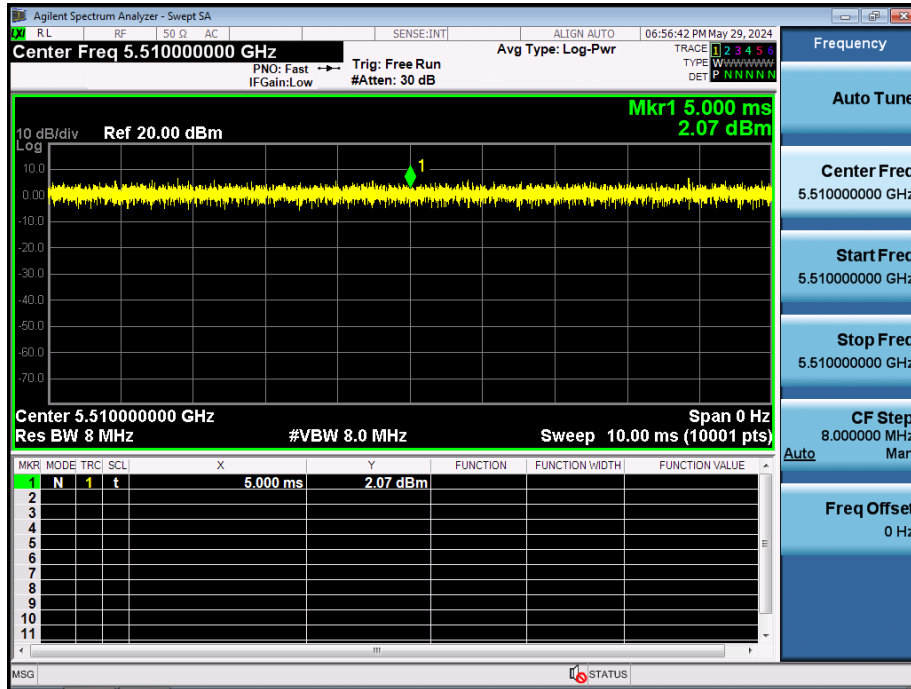 Agilent Spectrum Analyzer - Swept SA
RL RF 50 Ω AC SENSE:INT ALIGN AUTO 06:56:42 PM May 29, 2024
Center Freq 5.510000000 GHz
PNO: Fast
IFGain:Low
Trig: Free Run
#Atten: 30 dB
Avg Type: Log-Pwr
TRACE 1 2 3 4 5 6
TYPE W
DET P N N N N N
Mkr1 5.000 ms
2.07 dBm
10 dB/div Ref 20.00 dBm
Log
10.0
0.00
-10.0
-20.0
-30.0
-40.0
-50.0
-60.0
-70.0
1
Center 5.510000000 GHz Span 0 Hz
Res BW 8 MHz #VBW 8.0 MHz Sweep 10.00 ms (10001 pts)
MKR MODE TRC SCL X Y FUNCTION FUNCTION WIDTH FUNCTION VALUE
1 N 1 t 5.000 ms 2.07 dBm
2
3
4
5
6
7
8
9
10
11
MSG STATUS
Frequency
Auto Tune
Center Freq
5.510000000 GHz
Start Freq
5.510000000 GHz
Stop Freq
5.510000000 GHz
CF Step
8.000000 MHz
Auto Man
Freq Offset
0 Hz